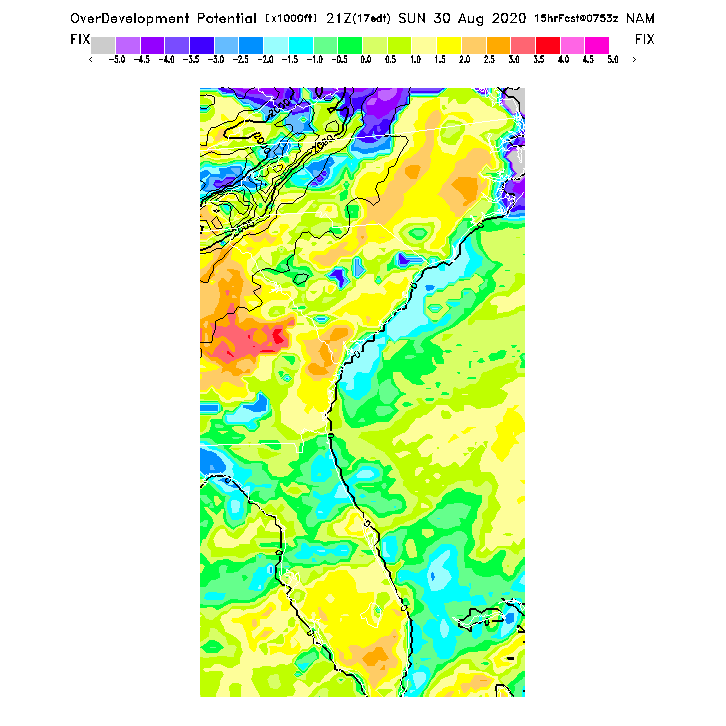 OverDevelopment Potential [x1000ft] 21Z(17edt) SUN 30 Aug 2020 15hrFcst@0753z NAM
FIX FIX
< -5.0 -4.5 -4.0 -3.5 -3.0 -2.5 -2.0 -1.5 -1.0 -0.5 0.0 0.5 1.0 1.5 2.0 2.5 3.0 3.5 4.0 4.5 5.0 >